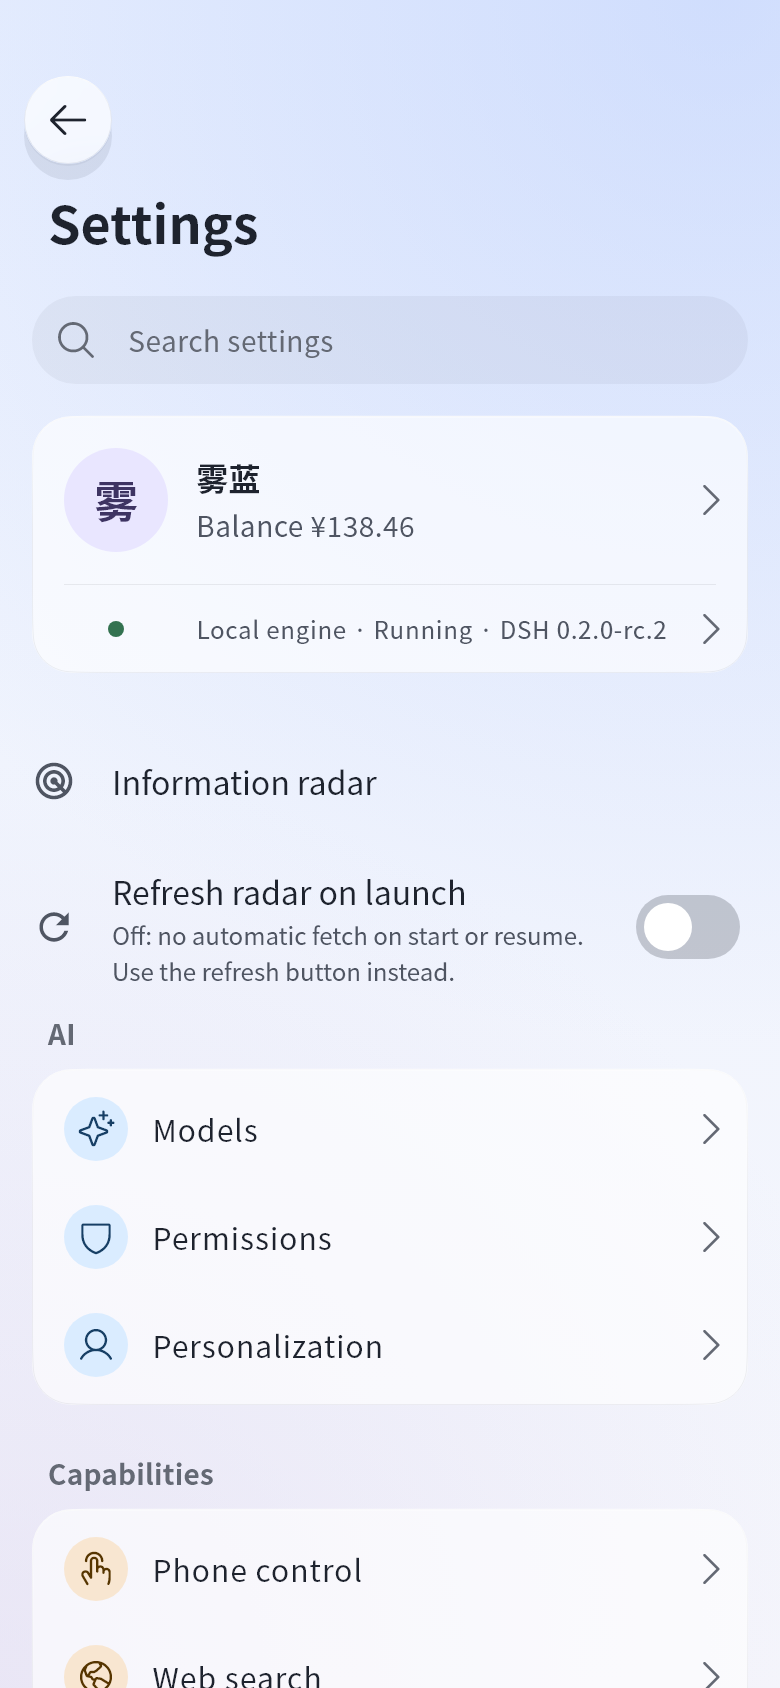 Settings
Search settings
雾
雾蓝
Balance ¥138.46
Local engine · Running · DSH 0.2.0-rc.2
Information radar
Refresh radar on launch
Off: no automatic fetch on start or resume.
Use the refresh button instead.
AI
Models
Permissions
Personalization
Capabilities
Phone control
Web search